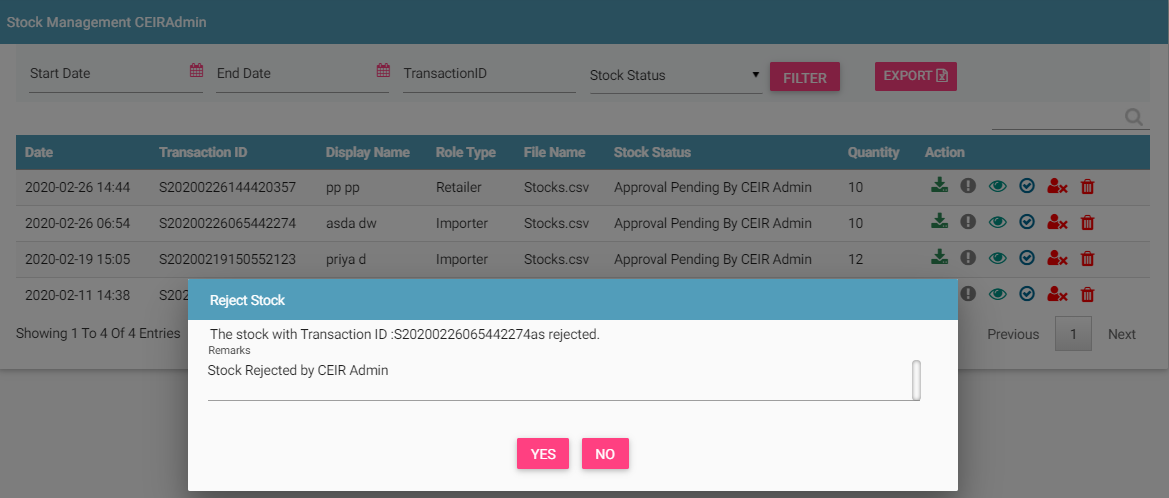 Stock Management CEIRAdmin
Start Date End Date TransactionID Stock Status FILTER EXPORT
Date Transaction ID Display Name Role Type File Name Stock Status Quantity Action
2020-02-26 14:44 S20200226144420357 pp pp Retailer Stocks.csv Approval Pending By CEIR Admin 10
2020-02-26 06:54 S20200226065442274 asda dw Importer Stocks.csv Approval Pending By CEIR Admin 10
2020-02-19 15:05 S20200219150552123 priya d Importer Stocks.csv Approval Pending By CEIR Admin 12
2020-02-11 14:38 S202
Showing 1 To 4 Of 4 Entries Previous 1 Next
Reject Stock
The stock with Transaction ID :S20200226065442274as rejected.
Remarks
Stock Rejected by CEIR Admin
YES NO